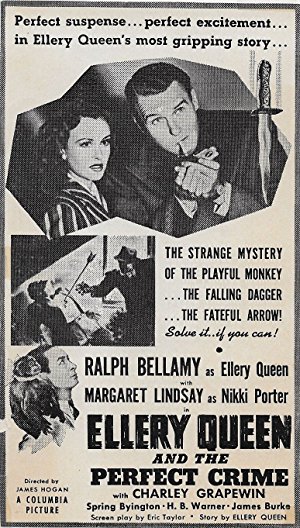 Perfect suspense...perfect excitement...
in Ellery Queen's most gripping story...
THE STRANGE MYSTERY
OF THE PLAYFUL MONKEY
...THE FALLING DAGGER
...THE FATEFUL ARROW!
Solve it..if you can!
RALPH BELLAMY as Ellery Queen
with
MARGARET LINDSAY as Nikki Porter
in
ELLERY QUEEN
AND THE
PERFECT CRIME
Directed by
JAMES HOGAN
A COLUMBIA
PICTURE
with CHARLEY GRAPEWIN
Spring Byington · H. B. Warner · James Burke
Screen play by Eric Taylor · Story by ELLERY QUEEN